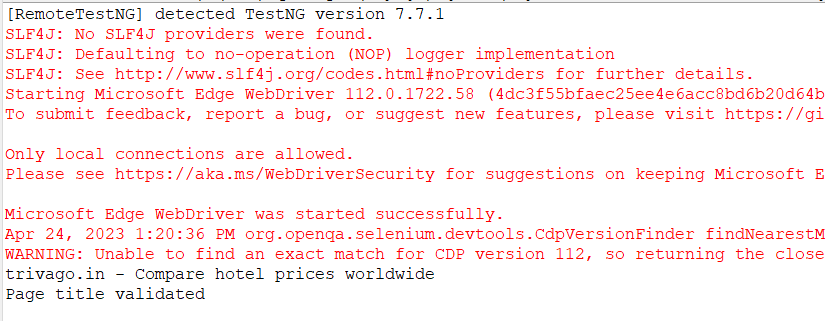 [RemoteTestNG] detected TestNG version 7.7.1
SLF4J: No SLF4J providers were found.
SLF4J: Defaulting to no-operation (NOP) logger implementation
SLF4J: See http://www.slf4j.org/codes.html#noProviders for further details.
Starting Microsoft Edge WebDriver 112.0.1722.58 (4dc3f55bfaec25ee4e6acc8bd6b20d64b
To submit feedback, report a bug, or suggest new features, please visit https://gi
Only local connections are allowed.
Please see https://aka.ms/WebDriverSecurity for suggestions on keeping Microsoft E
Microsoft Edge WebDriver was started successfully.
Apr 24, 2023 1:20:36 PM org.openqa.selenium.devtools.CdpVersionFinder findNearestM
WARNING: Unable to find an exact match for CDP version 112, so returning the close
trivago.in - Compare hotel prices worldwide
Page title validated